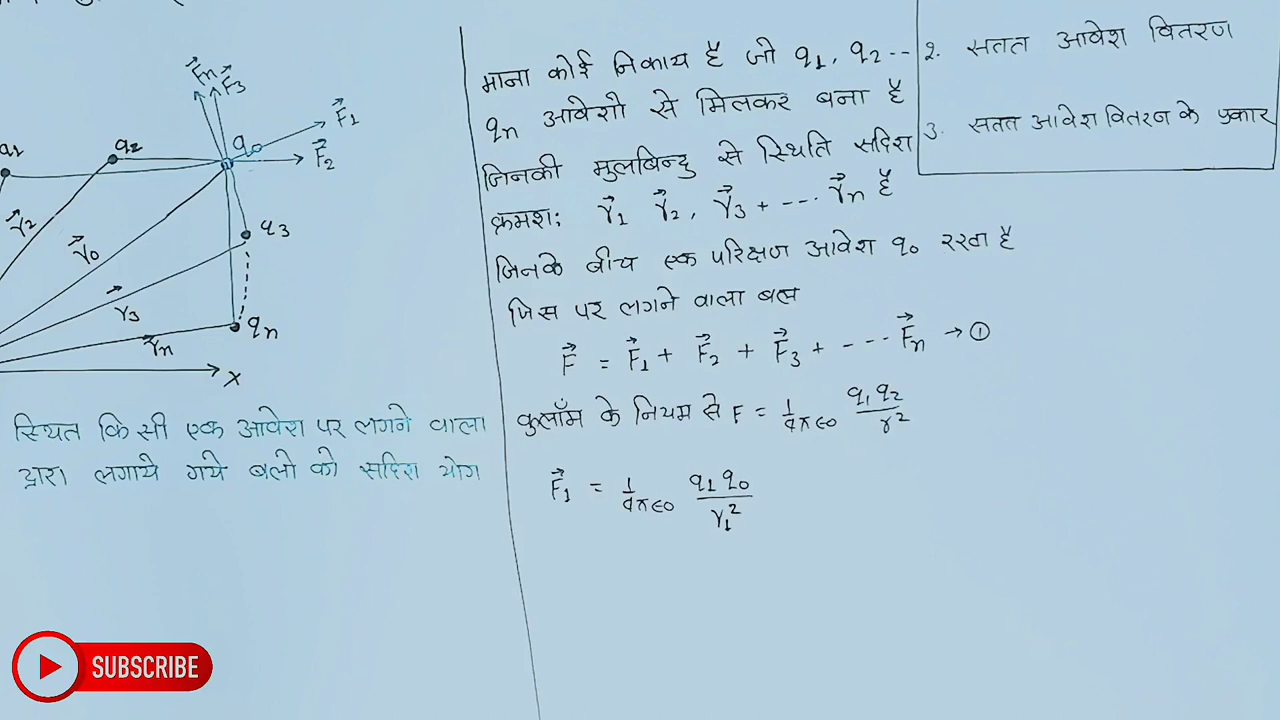 F⃗n F⃗3
F⃗1
q0
F⃗2
q1
q2
r⃗2
r⃗0
q3
r⃗3
qn
r⃗n
X
स्थित किसी एक आवेश पर लगने वाला
द्वारा लगाये गये बलो को सदिश योग
माना कोई निकाय है जो q1, q2 --
qn आवेशो से मिलकर बना है
जिनकी मुलबिन्दु से स्थिति सदिश
क्रमश: r⃗1 r⃗2, r⃗3 + ---. r⃗n है
जिनके बीच एक परिक्षण आवेश q0 रखा है
जिस पर लगने वाला बल
F⃗ = F⃗1 + F⃗2 + F⃗3 + --- F⃗n → ①
कुलाँम के नियम से F = 1/4πϵ0 q1q2/r²
F⃗1 = 1/4πϵ0 q1q0/r1²
2. सतत आवेश वितरण
3. सतत आवेश वितरन के प्रकार
SUBSCRIBE